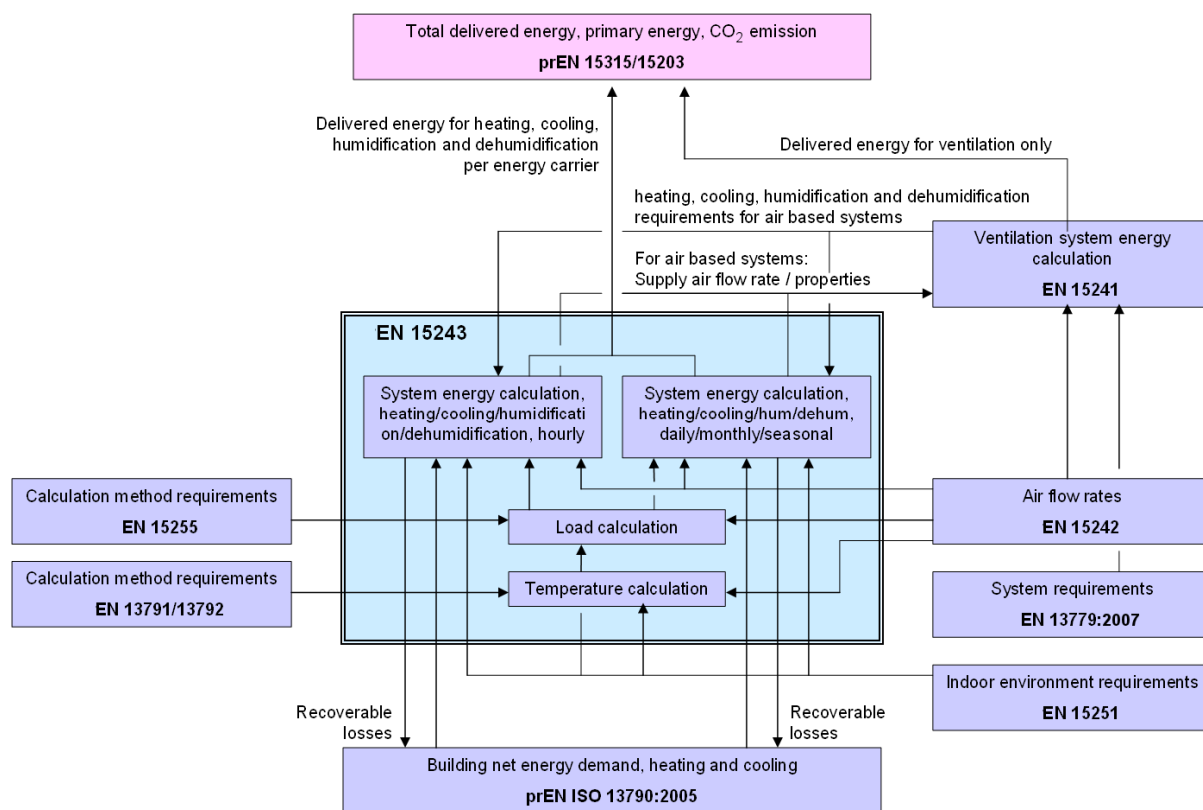 Total delivered energy, primary energy, CO2 emission
prEN 15315/15203
Delivered energy for heating, cooling,
humidification and dehumidification
per energy carrier
Delivered energy for ventilation only
heating, cooling, humidification and dehumidification
requirements for air based systems
Ventilation system energy
calculation
EN 15241
For air based systems:
Supply air flow rate / properties
EN 15243
System energy calculation,
heating/cooling/humidificati
on/dehumidification, hourly
System energy calculation,
heating/cooling/hum/dehum,
daily/monthly/seasonal
Calculation method requirements
EN 15255
Load calculation
Air flow rates
EN 15242
Calculation method requirements
EN 13791/13792
Temperature calculation
System requirements
EN 13779:2007
Indoor environment requirements
EN 15251
Recoverable
losses
Recoverable
losses
Building net energy demand, heating and cooling
prEN ISO 13790:2005